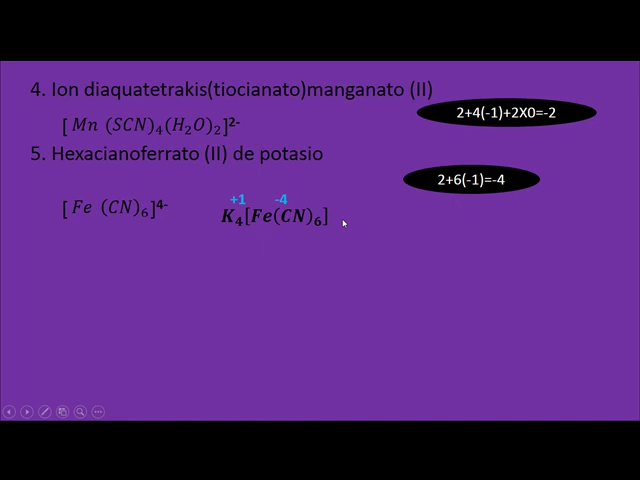 4. Ion diaquatetrakis(tiocianato)manganato (II)
2+4(-1)+2X0=-2
[ Mn (SCN)₄(H₂O)₂]²⁻
5. Hexacianoferrato (II) de potasio
2+6(-1)=-4
[ Fe (CN)₆]⁴⁻
+1 -4
K₄[Fe(CN)₆]